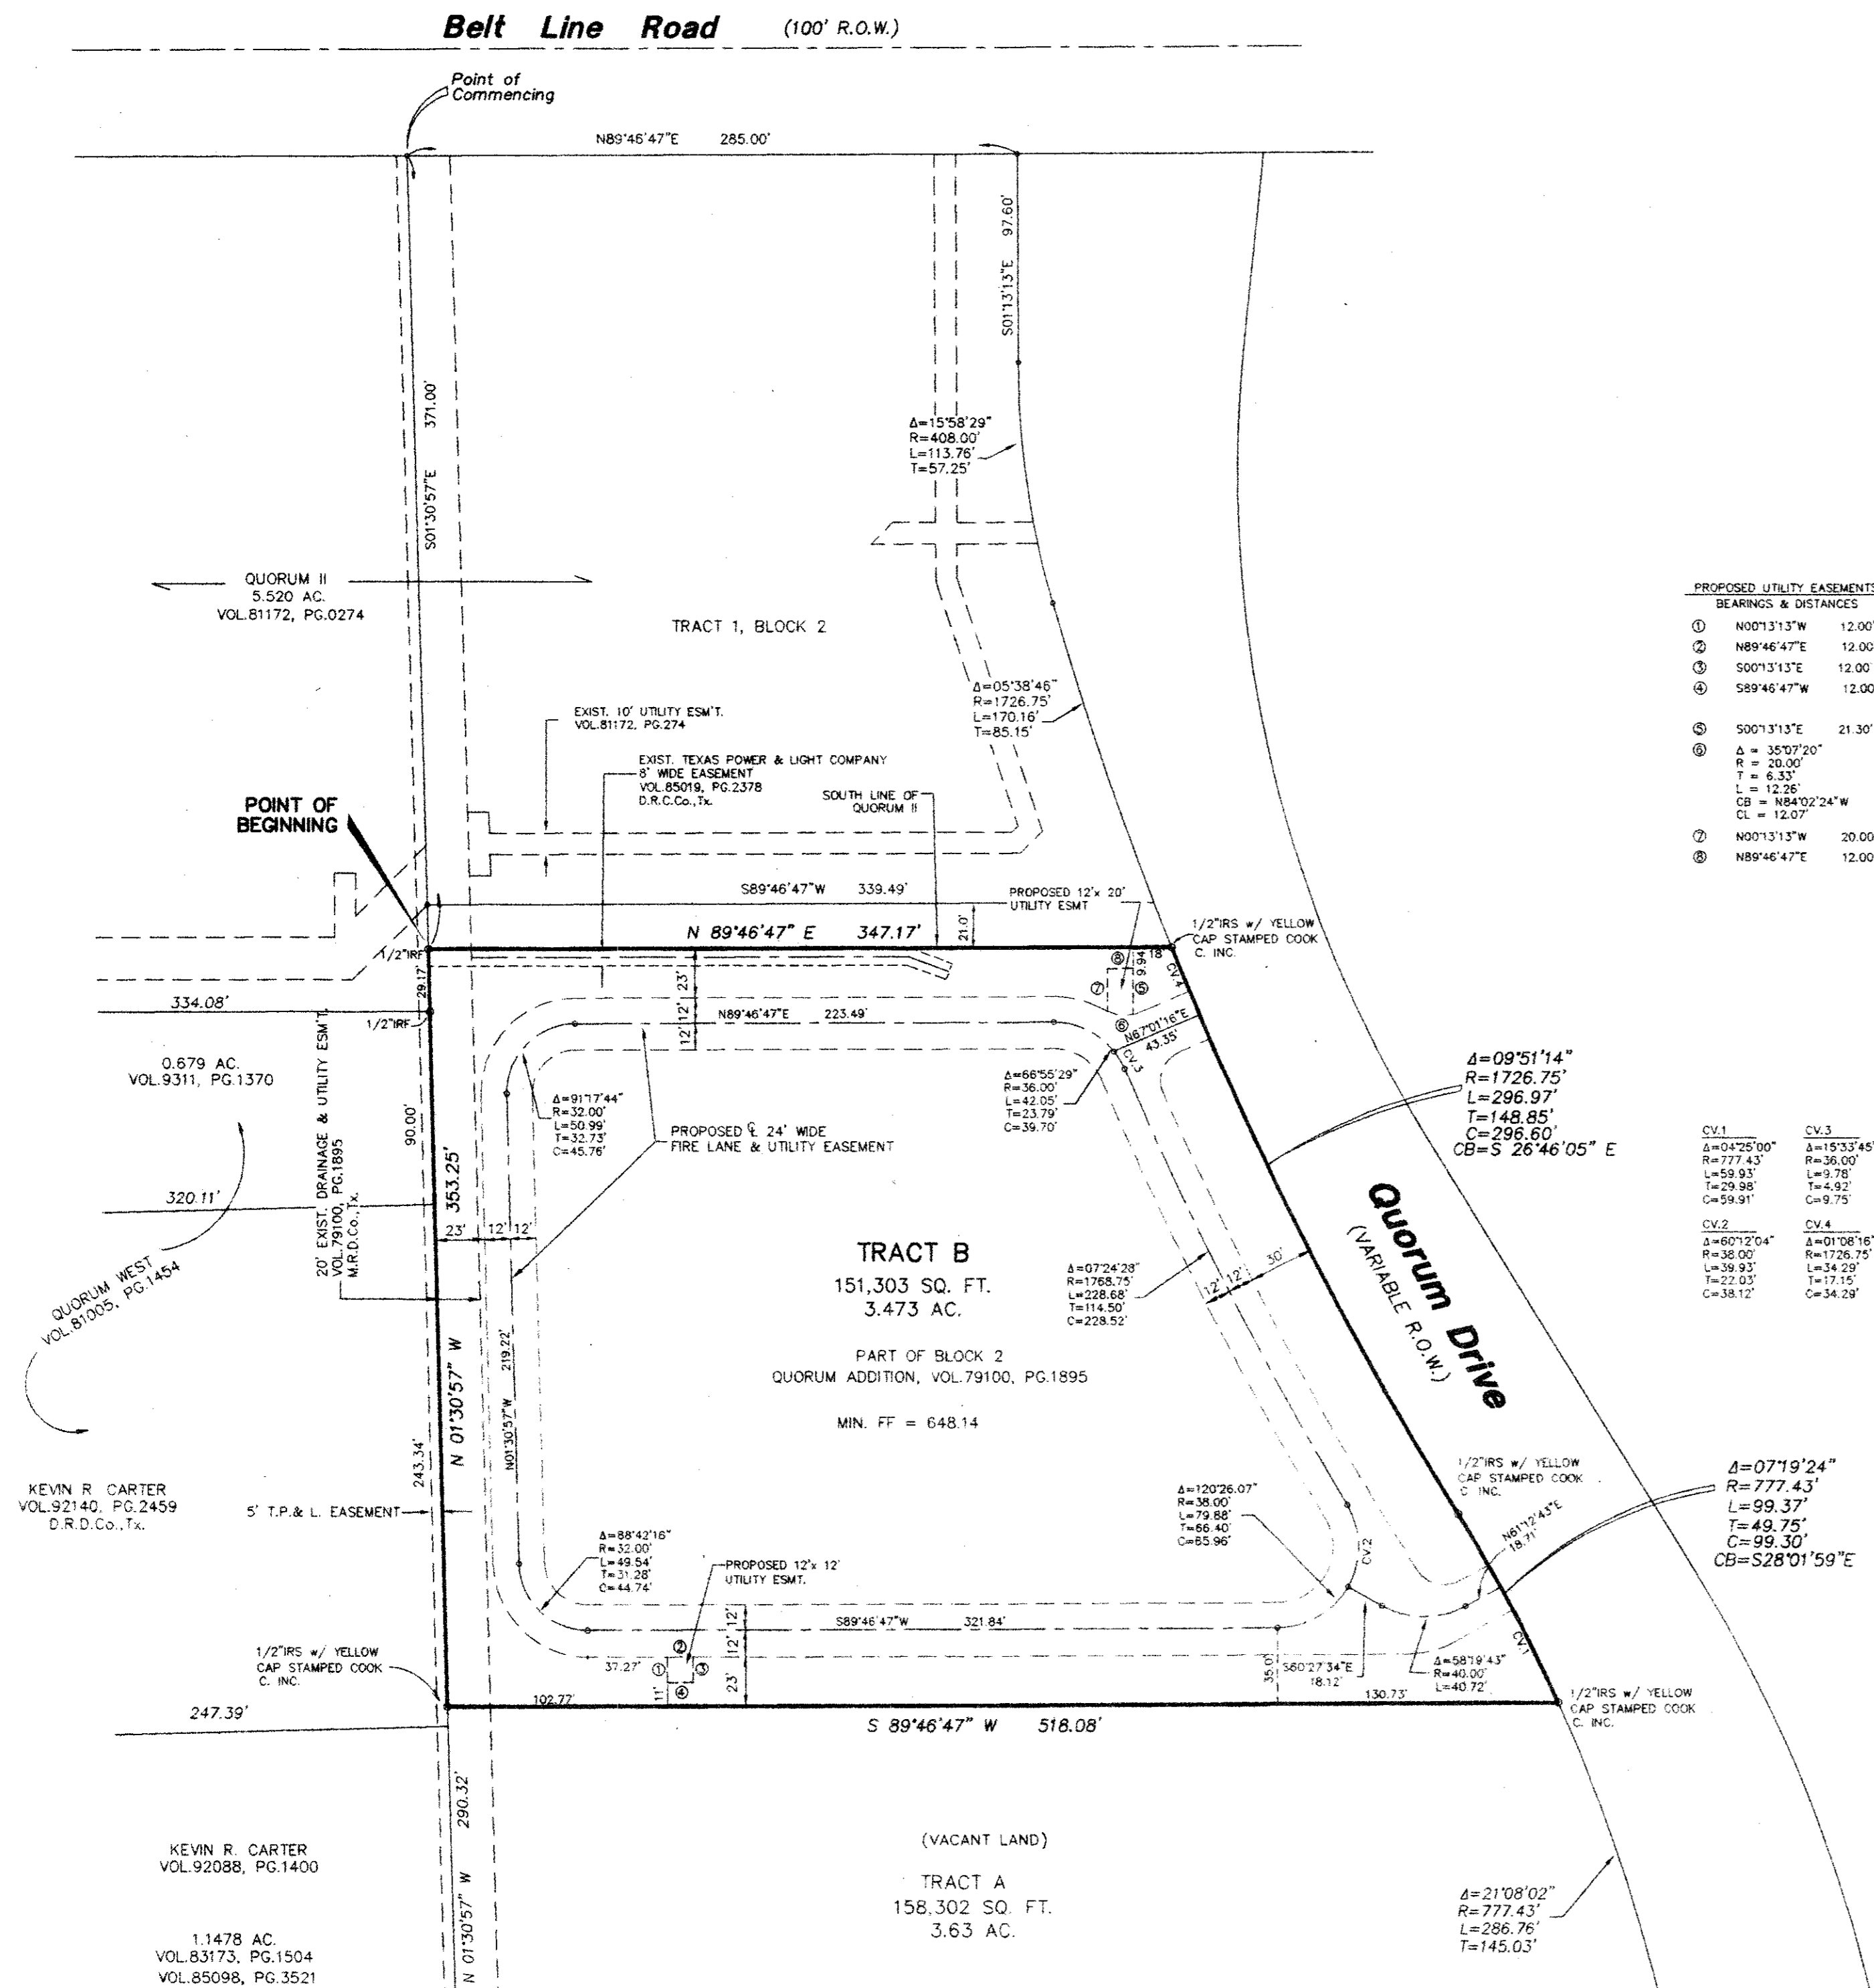 Belt Line Road (100' R.O.W.)
Point of
Commencing
N89°46'47"E 285.00'
S01°13'13"E 97.60'
S01°30'57"E 371.00'
Δ=15°58'29"
R=408.00'
L=113.76'
T=57.25'
QUORUM II
5.520 AC.
VOL.81172, PG.0274
TRACT 1, BLOCK 2
Δ=05°38'46"
R=1726.75'
L=170.16'
T=85.15'
EXIST. 10' UTILITY ESM'T.
VOL.81172, PG.274
EXIST. TEXAS POWER & LIGHT COMPANY
8' WIDE EASEMENT
VOL.85019, PG.2378
D.R.C.Co.,Tx.
SOUTH LINE OF
QUORUM II
POINT OF
BEGINNING
PROPOSED UTILITY EASEMENTS
BEARINGS & DISTANCES
① N00°13'13"W 12.00'
② N89°46'47"E 12.00
③ S00°13'13"E 12.00'
④ S89°46'47"W 12.00
⑤ S00°13'13"E 21.30'
⑥ Δ = 35°07'20"
R = 20.00'
T = 6.33'
L = 12.26'
CB = N84°02'24"W
CL = 12.07'
⑦ N00°13'13"W 20.00
⑧ N89°46'47"E 12.00
S89°46'47"W 339.49'
PROPOSED 12'x 20'
UTILITY ESMT
N 89°46'47" E 347.17'
21.0'
1/2"IRS w/ YELLOW
CAP STAMPED COOK
C. INC.
1/2"IRF
29.17'
334.08'
1/2"IRF
23'
12' 12'
N89°46'47"E 223.49'
⑧
9.94
18'
CV.4
⑦
⑤
⑥
N67°01'16"E
43.35'
CV.3
0.679 AC.
VOL.9311, PG.1370
90.00'
20' EXIST. DRAINAGE & UTILITY ESM'T.
VOL.79100, PG.1895
M.R.D.Co.,Tx.
353.25'
Δ=91°17'44"
R=32.00'
L=50.99'
T=32.73'
C=45.76'
PROPOSED ℄ 24' WIDE
FIRE LANE & UTILITY EASEMENT
Δ=66°55'29"
R=36.00'
L=42.05'
T=23.79'
C=39.70'
Δ=09°51'14"
R=1726.75'
L=296.97'
T=148.85'
C=296.60'
CB=S 26°46'05" E
CV.1
Δ=04°25'00"
R=777.43'
L=59.93'
T=29.98'
C=59.91'
CV.3
Δ=15°33'45"
R=36.00'
L=9.78'
T=4.92'
C=9.75'
CV.2
Δ=60°12'04"
R=38.00'
L=39.93'
T=22.03'
C=38.12'
CV.4
Δ=01°08'16"
R=1726.75'
L=34.29'
T=17.15'
C=34.29'
320.11'
23' 12' 12'
QUORUM WEST
VOL.81005, PG.1454
TRACT B
151,303 SQ. FT.
3.473 AC.
PART OF BLOCK 2
QUORUM ADDITION, VOL.79100, PG.1895
MIN. FF = 648.14
Δ=07°24'28"
R=1768.75'
L=228.68'
T=114.50'
C=228.52'
12' 12' 30'
Quorum Drive
(VARIABLE R.O.W.)
N 01°30'57" W
N01°30'57"W 219.22'
243.34'
KEVIN R CARTER
VOL.92140, PG.2459
D.R.D.Co.,Tx.
5' T.P.& L. EASEMENT
Δ=88°42'16"
R=32.00'
L=49.54'
T=31.28'
C=44.74'
PROPOSED 12'x 12'
UTILITY ESMT.
Δ=120°26.07'
R=38.00'
L=79.88'
T=66.40'
C=65.96'
CV.2
1/2"IRS w/ YELLOW
CAP STAMPED COOK
C. INC.
N61°12'43"E
18.71'
Δ=07°19'24"
R=777.43'
L=99.37'
T=49.75'
C=99.30'
CB=S28°01'59"E
S89°46'47"W 321.84'
12'
12'
23'
37.27'
①
②
③
④
11'
102.77'
35.0'
S60°27'34"E
18.12'
Δ=58°19'43"
R=40.00'
L=40.72'
130.73'
CV.1
1/2"IRS w/ YELLOW
CAP STAMPED COOK
C. INC.
1/2"IRS w/ YELLOW
CAP STAMPED COOK
C. INC.
247.39'
S 89°46'47" W 518.08'
290.32'
N 01°30'57" W
KEVIN R. CARTER
VOL.92088, PG.1400
1.1478 AC.
VOL.83173, PG.1504
VOL.85098, PG.3521
(VACANT LAND)
TRACT A
158,302 SQ. FT.
3.63 AC.
Δ=21°08'02"
R=777.43'
L=286.76'
T=145.03'